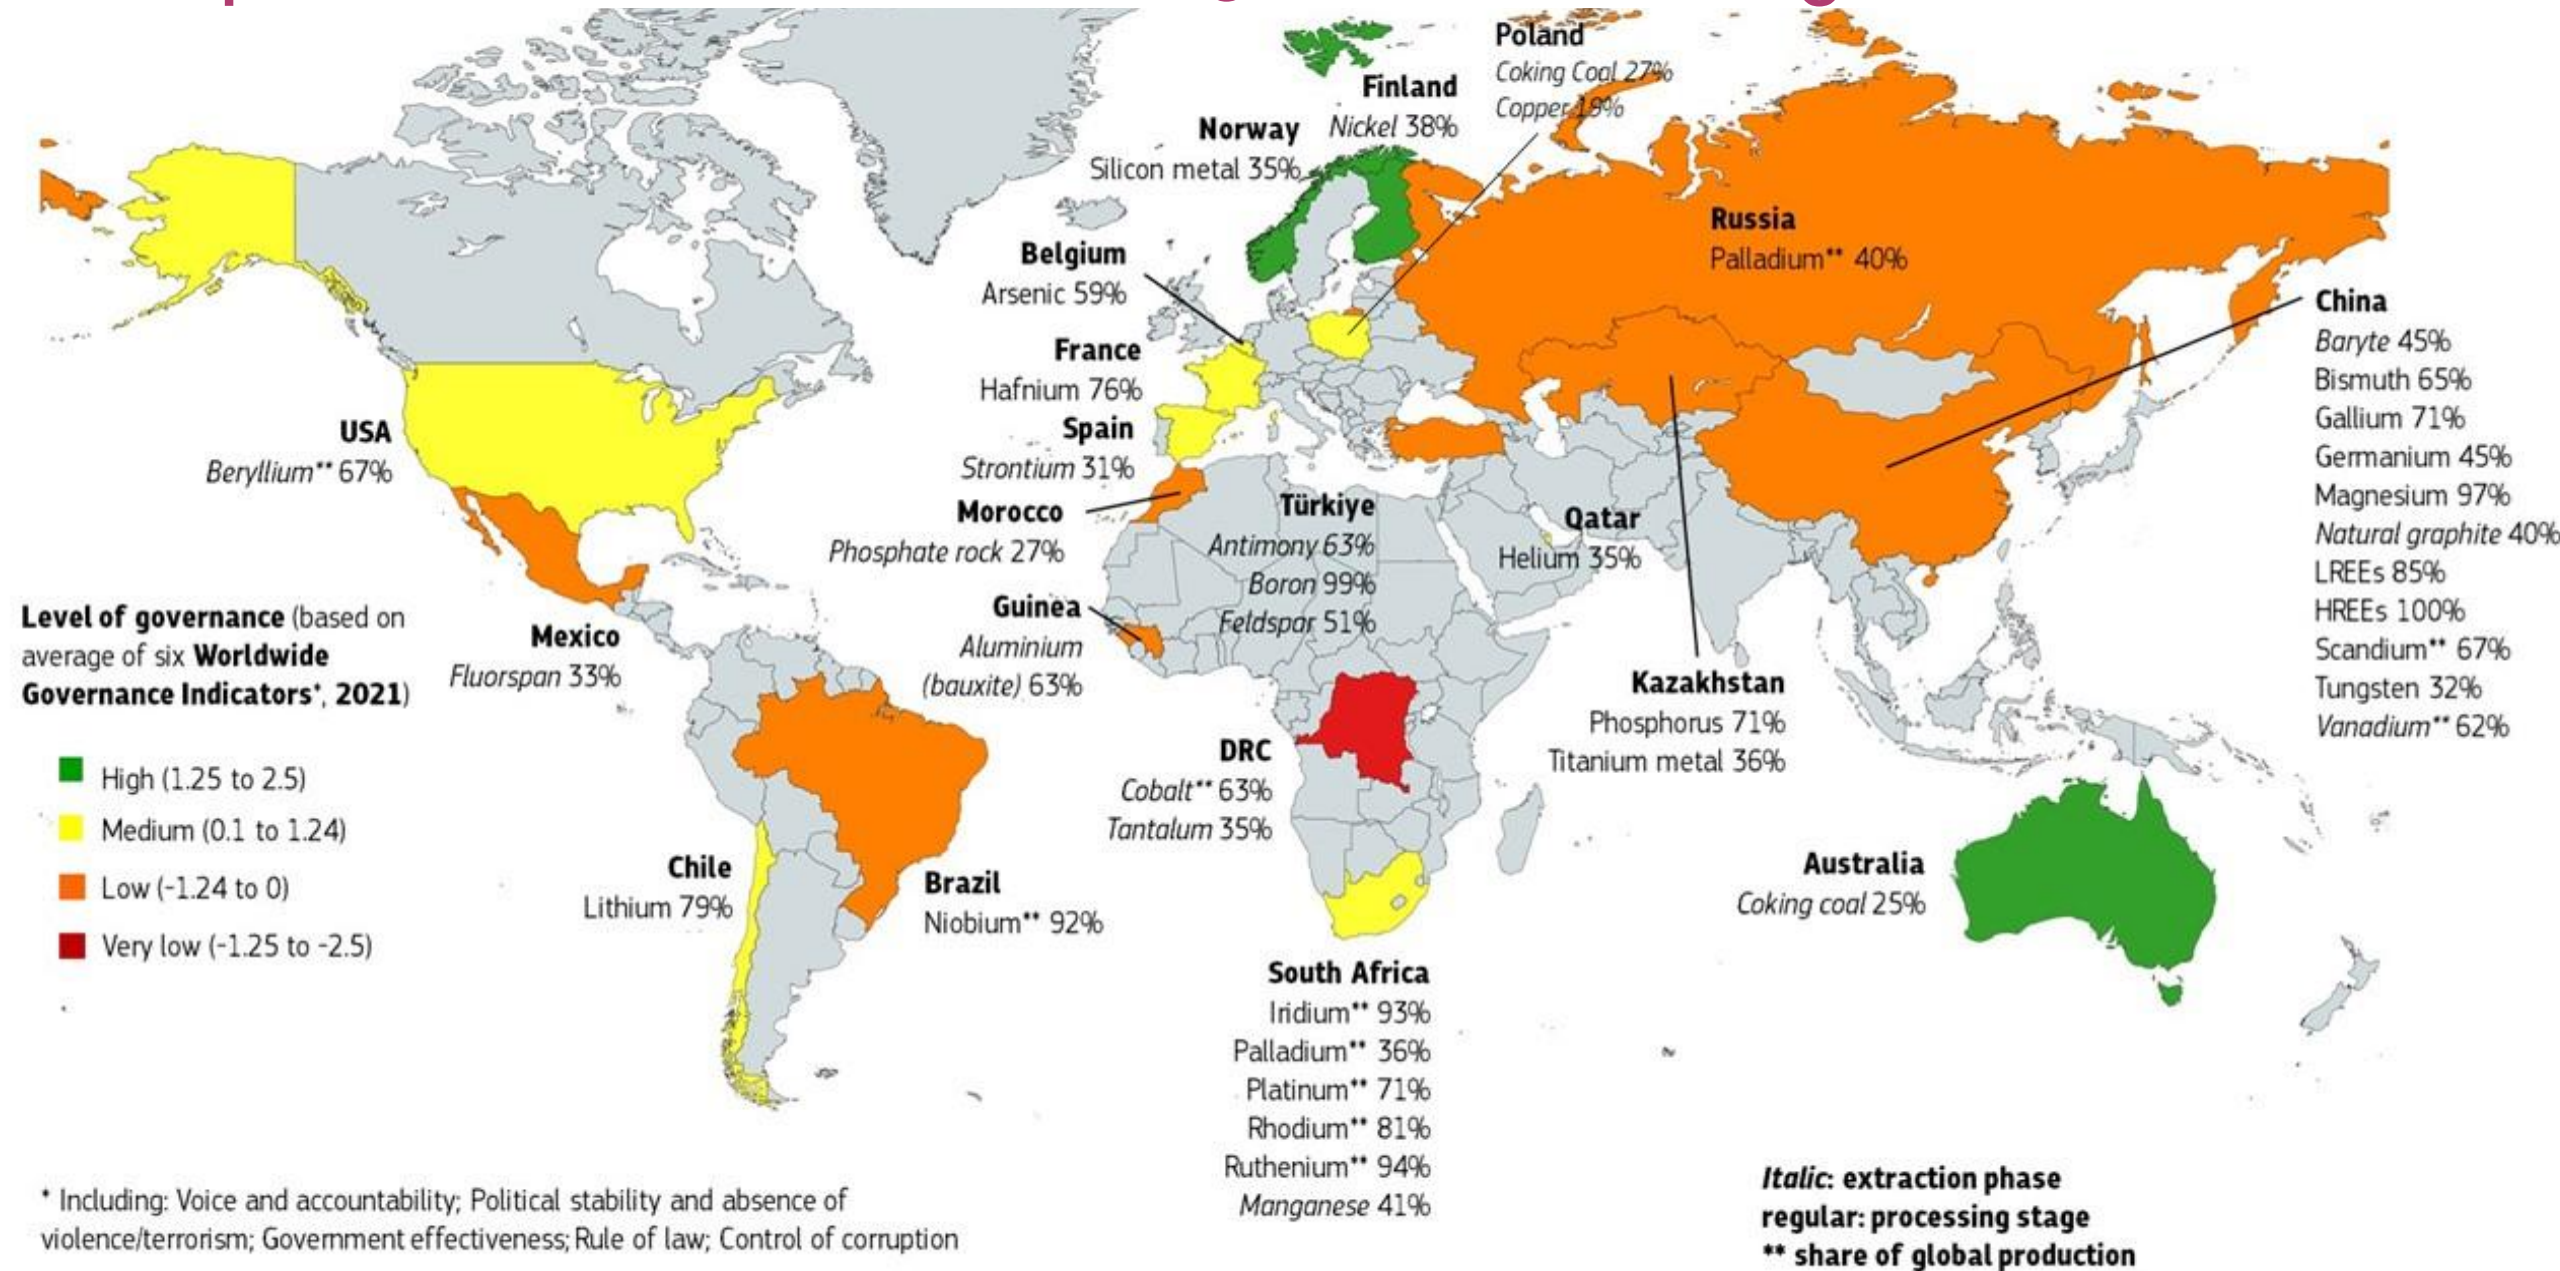 Poland
Coking Coal 27%
Copper 19%
Finland
Nickel 38%
Norway
Silicon metal 35%
Russia
Palladium** 40%
Belgium
Arsenic 59%
France
Hafnium 76%
Spain
Strontium 31%
Morocco
Phosphate rock 27%
Guinea
Aluminium
(bauxite) 63%
Türkiye
Antimony 63%
Boron 99%
Feldspar 51%
Qatar
Helium 35%
China
Baryte 45%
Bismuth 65%
Gallium 71%
Germanium 45%
Magnesium 97%
Natural graphite 40%
LREEs 85%
HREEs 100%
Scandium** 67%
Tungsten 32%
Vanadium** 62%
USA
Beryllium** 67%
Mexico
Fluorspan 33%
Level of governance (based on
average of six Worldwide
Governance Indicators*, 2021)
High (1.25 to 2.5)
Medium (0.1 to 1.24)
Low (-1.24 to 0)
Very low (-1.25 to -2.5)
Chile
Lithium 79%
Brazil
Niobium** 92%
DRC
Cobalt** 63%
Tantalum 35%
Kazakhstan
Phosphorus 71%
Titanium metal 36%
Australia
Coking coal 25%
South Africa
Iridium** 93%
Palladium** 36%
Platinum** 71%
Rhodium** 81%
Ruthenium** 94%
Manganese 41%
* Including: Voice and accountability; Political stability and absence of
violence/terrorism; Government effectiveness; Rule of law; Control of corruption
Italic: extraction phase
regular: processing stage
** share of global production